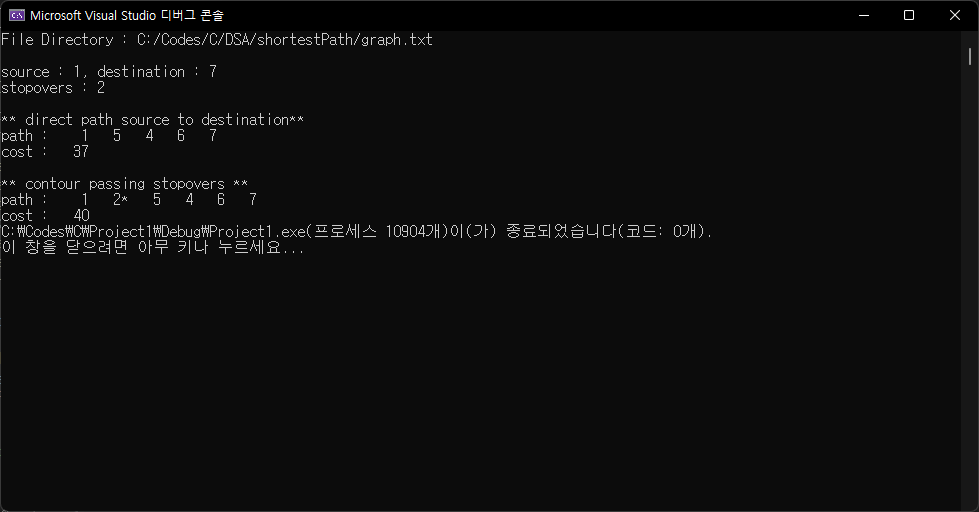 Microsoft Visual Studio 디버그 콘솔
File Directory : C:/Codes/C/DSA/shortestPath/graph.txt
source : 1, destination : 7
stopovers : 2
** direct path source to destination**
path :    1   5   4   6   7
cost :   37
** contour passing stopovers **
path :    1   2*   5   4   6   7
cost :   40
C:₩Codes₩C₩Project1₩Debug₩Project1.exe(프로세스 10904개)이(가) 종료되었습니다(코드: 0개).
이 창을 닫으려면 아무 키나 누르세요...